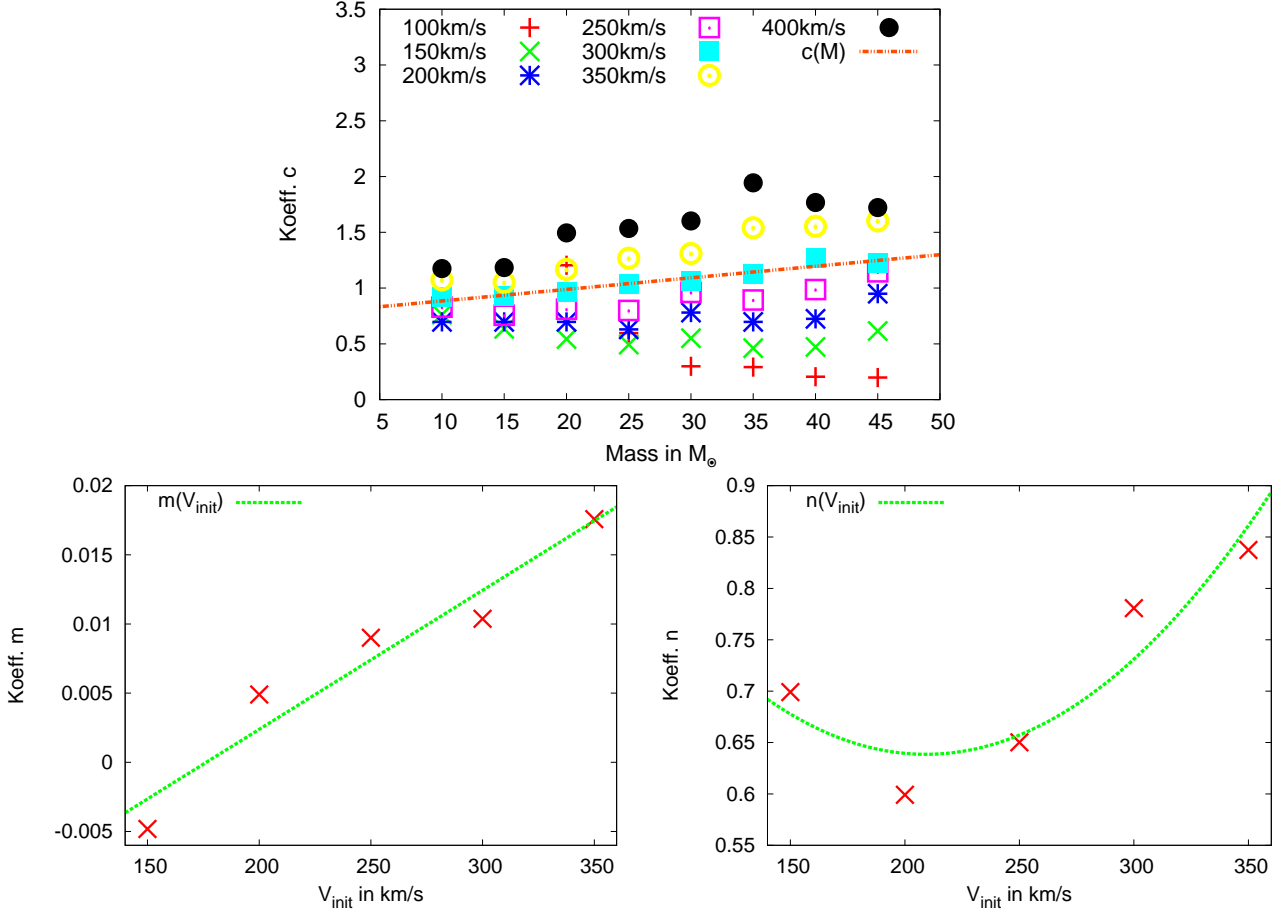 3.5
3
2.5
2
1.5
1
0.5
0
Koeff. c
100km/s 250km/s 400km/s
150km/s 300km/s c(M)
200km/s 350km/s
5 10 15 20 25 30 35 40 45 50
Mass in M⊙
0.02
0.015
0.01
0.005
0
-0.005
Koeff. m
m(Vinit)
150 200 250 300 350
Vinit in km/s
0.9
0.85
0.8
0.75
0.7
0.65
0.6
0.55
Koeff. n
n(Vinit)
150 200 250 300 350
Vinit in km/s